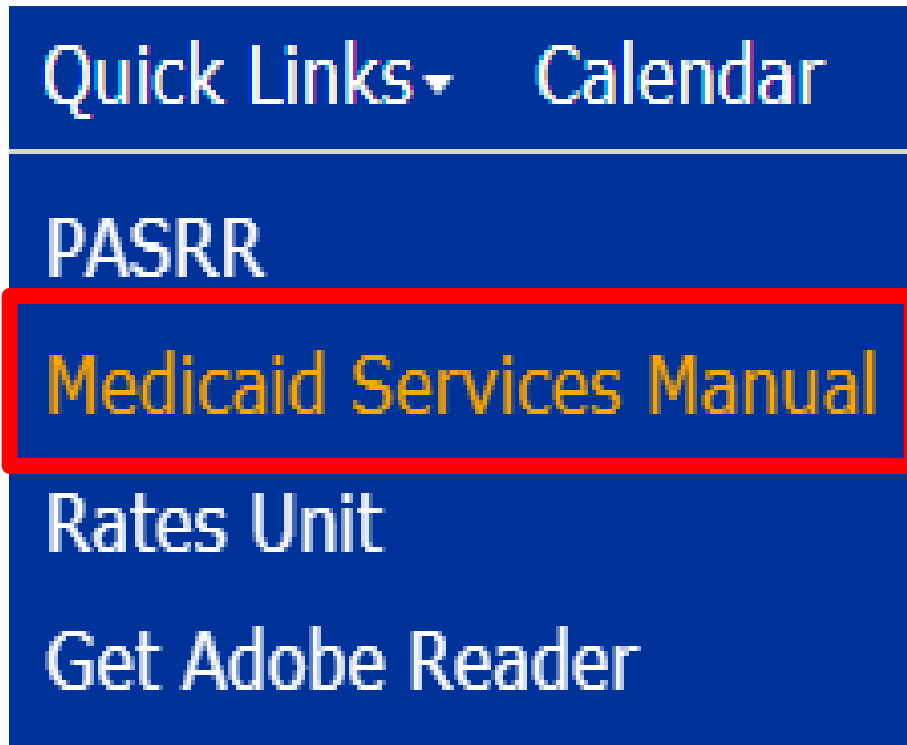 Quick Links Calendar
PASRR
Medicaid Services Manual
Rates Unit
Get Adobe Reader